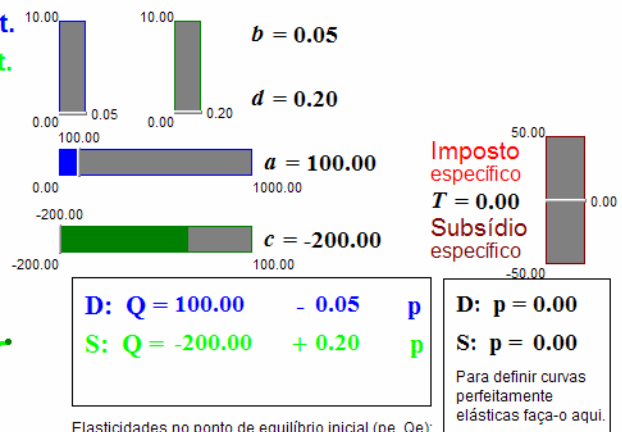 t.
t.
10.00 10.00
0.05 0.20
0.00 0.00
b = 0.05
d = 0.20
100.00
0.00 1000.00
a = 100.00
-200.00
-200.00 100.00
c = -200.00
50.00
Imposto
específico
T = 0.00 0.00
Subsídio
específico
-50.00
D: Q = 100.00 - 0.05 p
S: Q = -200.00 + 0.20 p
D: p = 0.00
S: p = 0.00
Para definir curvas
perfeitamente
elásticas faça-o aqui.
Elasticidades no ponto de equilíbrio inicial (pe, Qe):